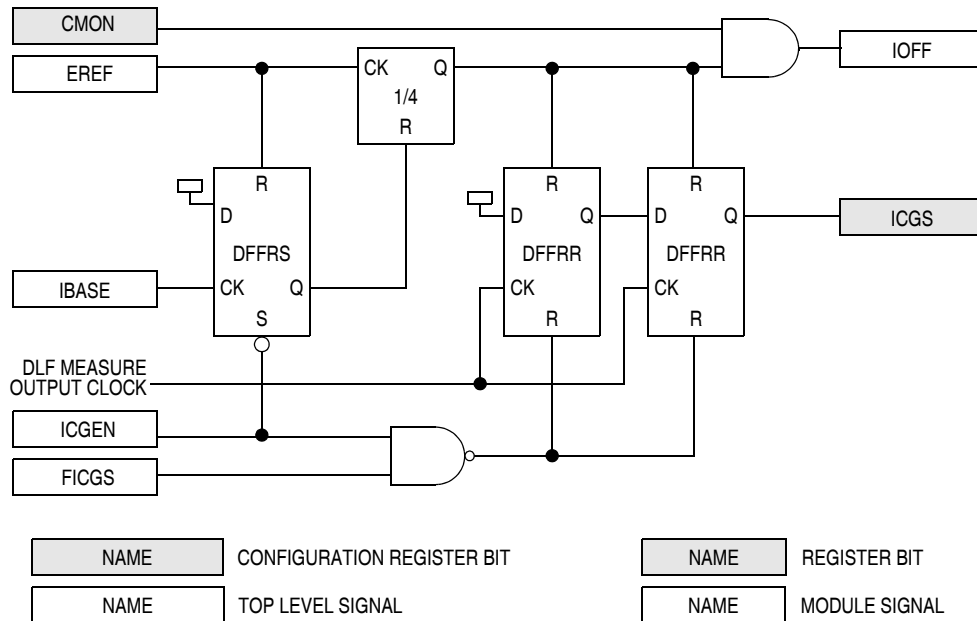 CMON
IOFF
EREF
CK Q
1/4
R
R
D
DFFRS
CK Q
S
R
D Q
DFFRR
CK
R
R
D Q
DFFRR
CK
R
ICGS
IBASE
DLF MEASURE
OUTPUT CLOCK
ICGEN
FICGS
NAME CONFIGURATION REGISTER BIT
NAME REGISTER BIT
NAME TOP LEVEL SIGNAL
NAME MODULE SIGNAL